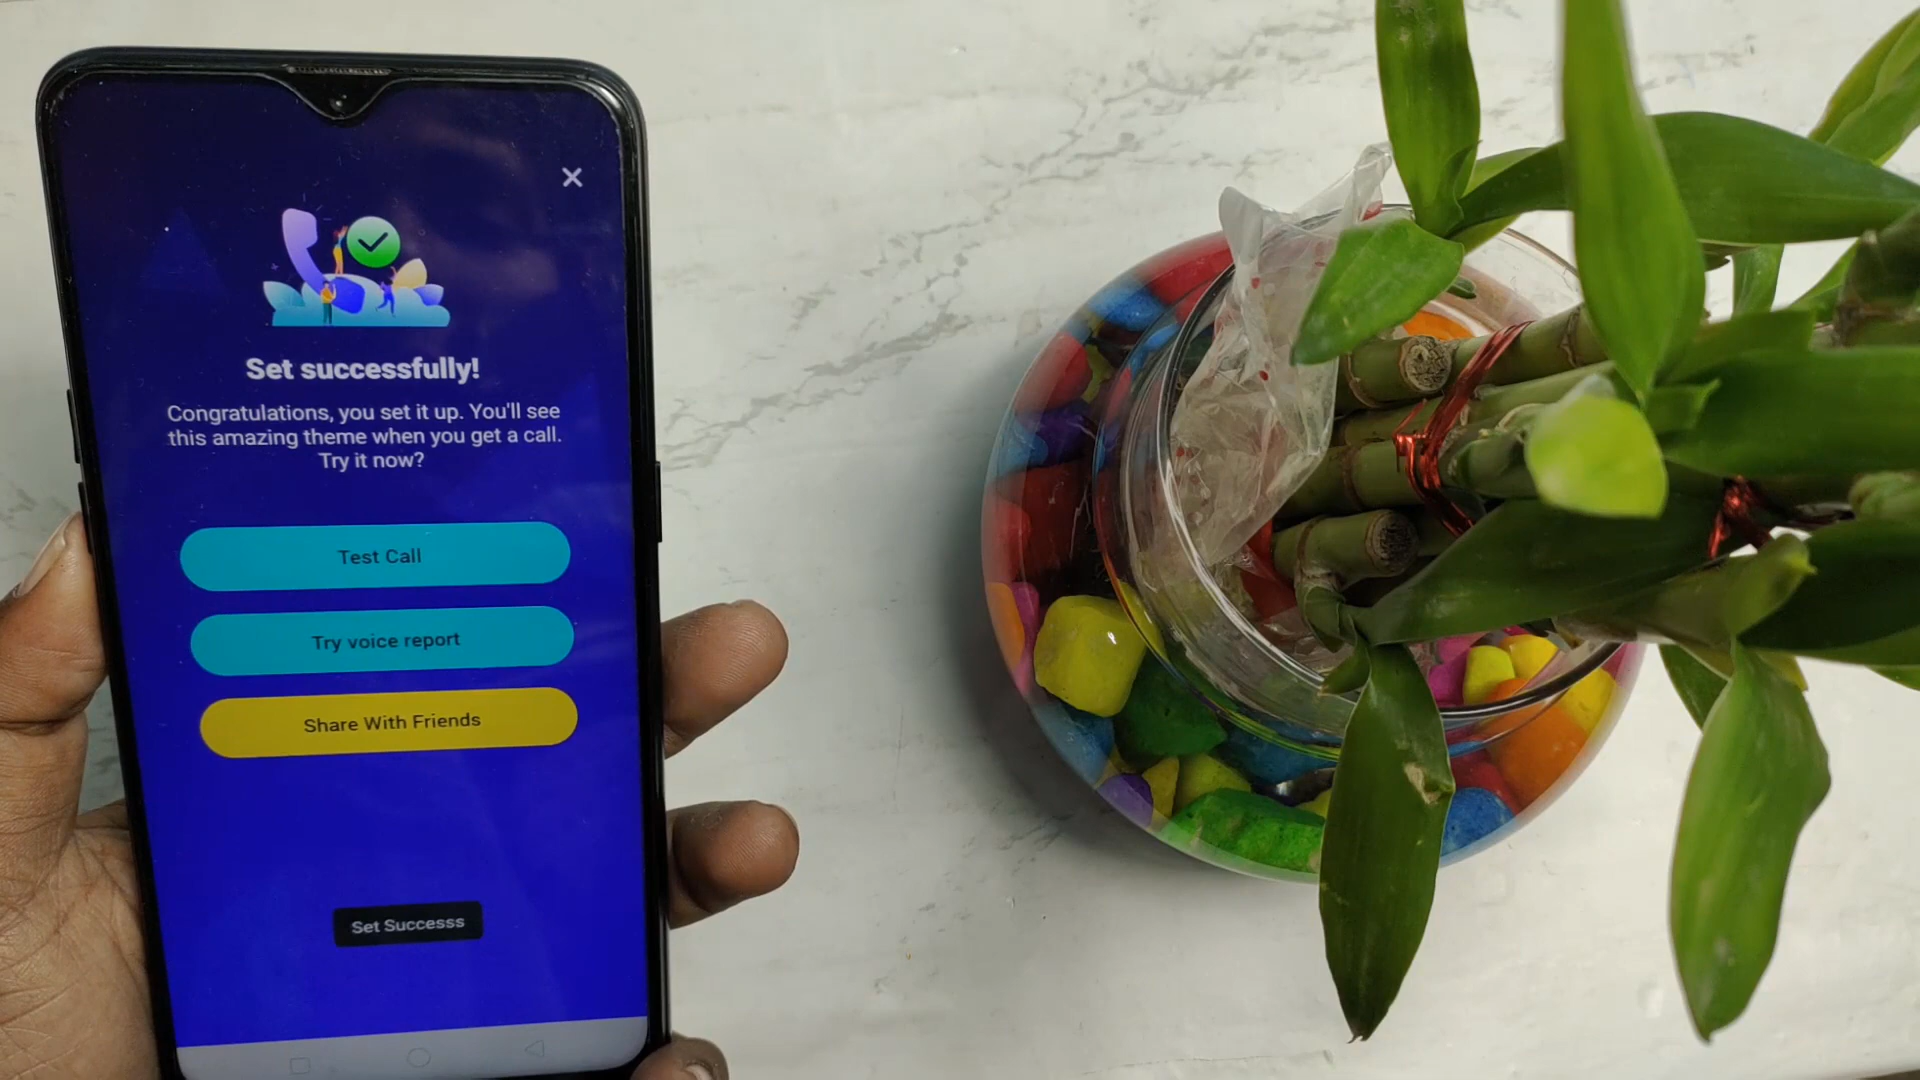 Set successfully!
Congratulations, you set it up. You'll see
this amazing theme when you get a call.
Try it now?
Test Call
Try voice report
Share With Friends
Set Successs